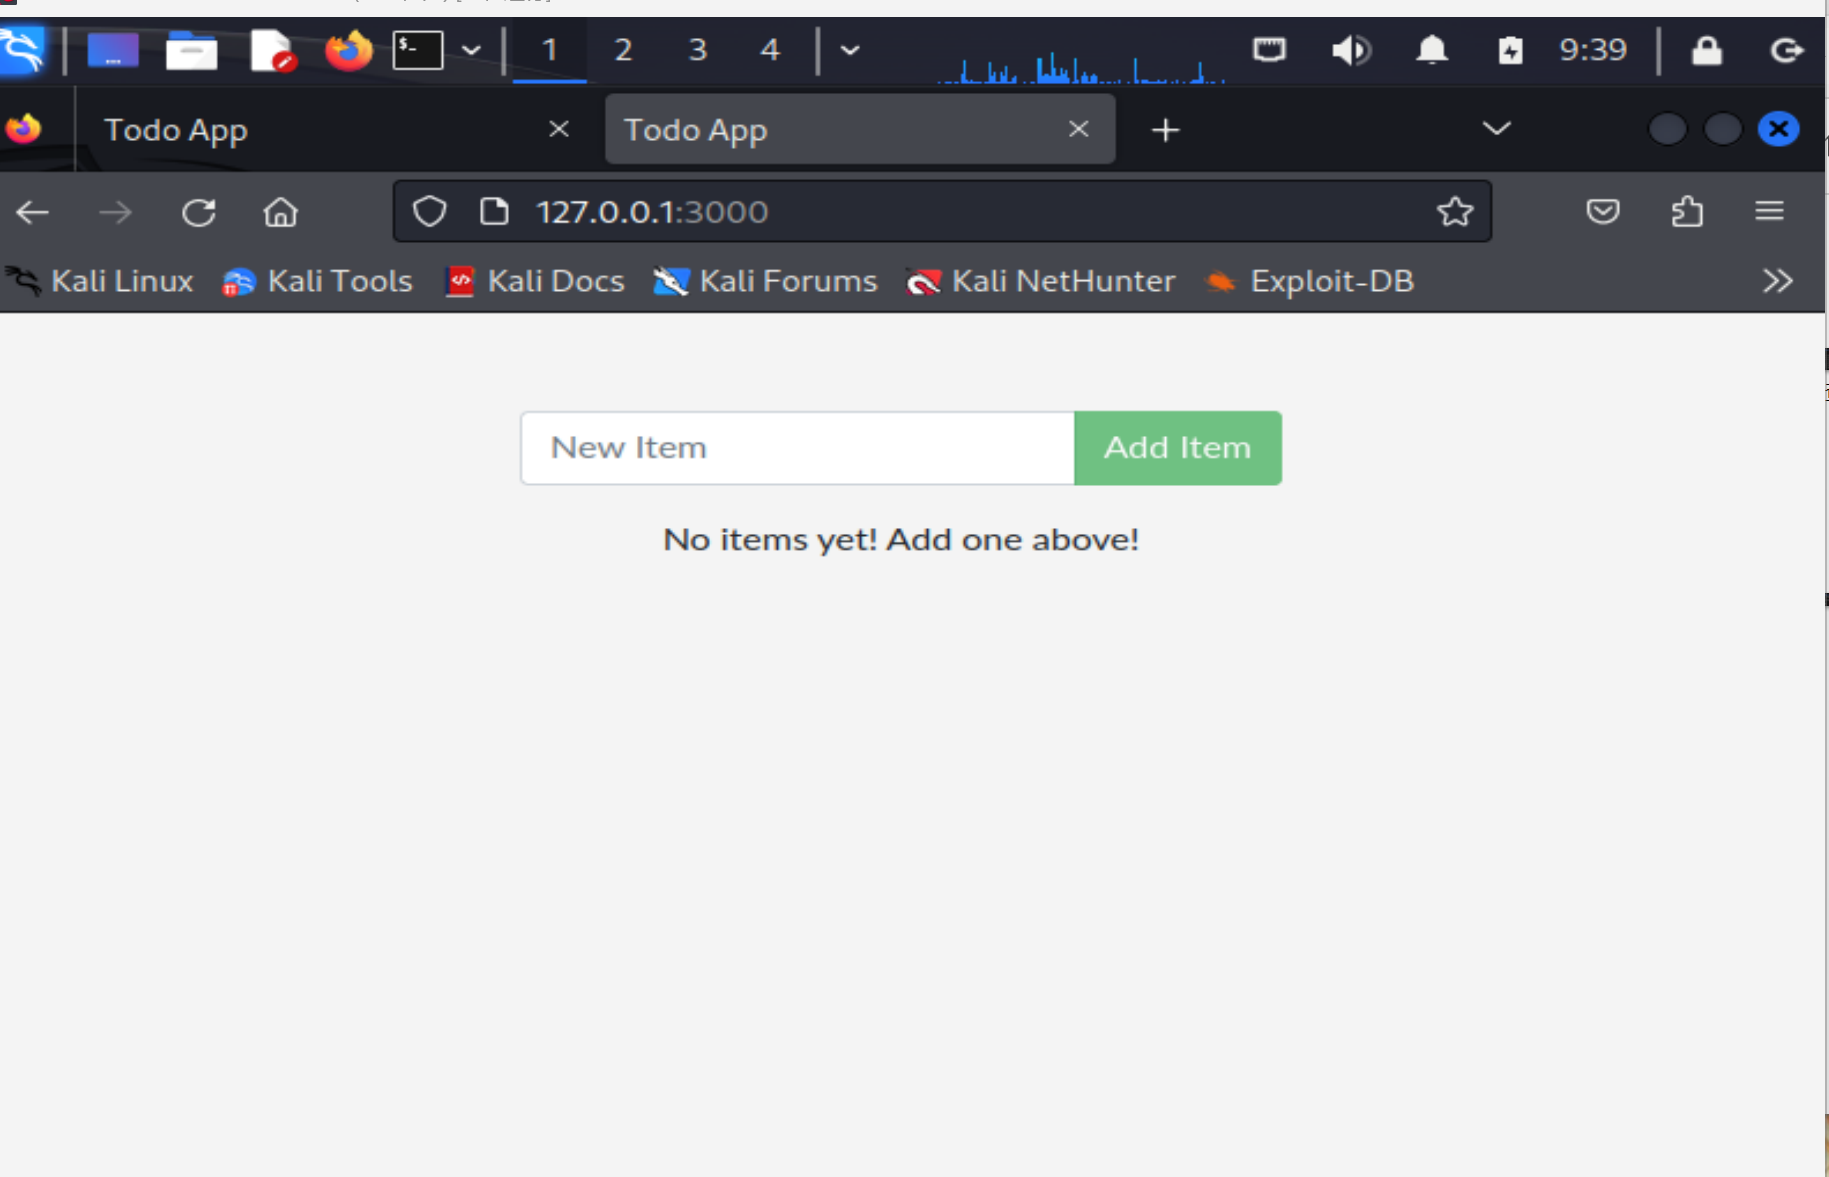 1 2 3 4 9:39
Todo App Todo App
127.0.0.1:3000
Kali Linux Kali Tools Kali Docs Kali Forums Kali NetHunter Exploit-DB
New Item Add Item
No items yet! Add one above!